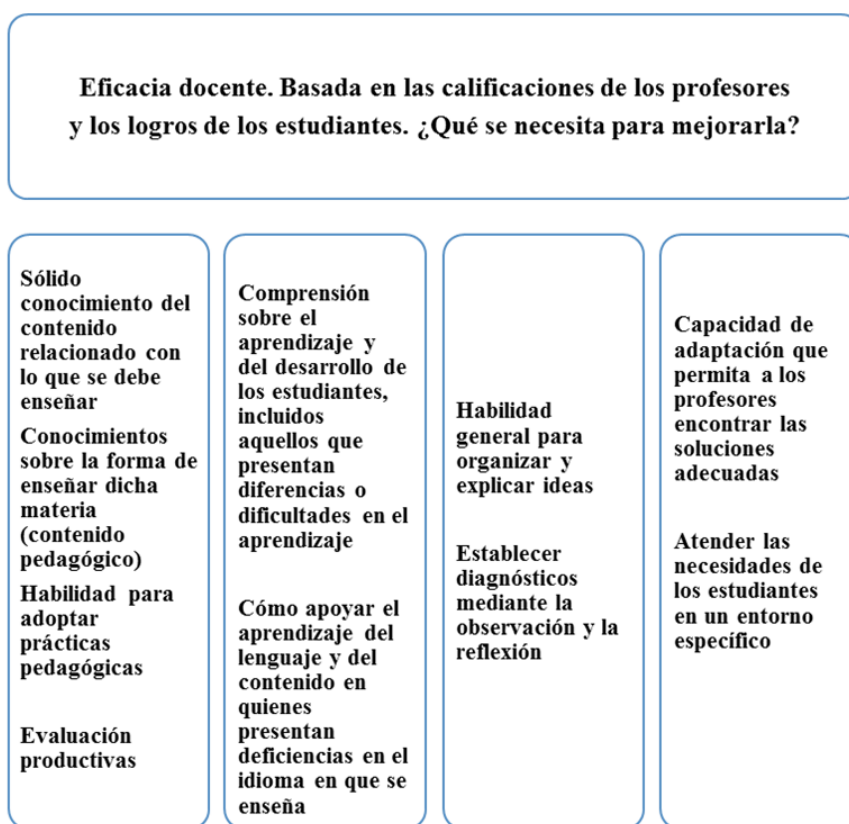 Eficacia docente. Basada en las calificaciones de los profesores
y los logros de los estudiantes. ¿Qué se necesita para mejorarla?
Sólido
conocimiento del
contenido
relacionado con
lo que se debe
enseñar
Conocimientos
sobre la forma de
enseñar dicha
materia
(contenido
pedagógico)
Habilidad para
adoptar
prácticas
pedagógicas
Evaluación
productivas
Comprensión
sobre el
aprendizaje y
del desarrollo de
los estudiantes,
incluidos
aquellos que
presentan
diferencias o
dificultades en el
aprendizaje
Cómo apoyar el
aprendizaje del
lenguaje y del
contenido en
quienes
presentan
deficiencias en el
idioma en que se
enseña
Habilidad
general para
organizar y
explicar ideas
Establecer
diagnósticos
mediante la
observación y la
reflexión
Capacidad de
adaptación que
permita a los
profesores
encontrar las
soluciones
adecuadas
Atender las
necesidades de
los estudiantes
en un entorno
específico